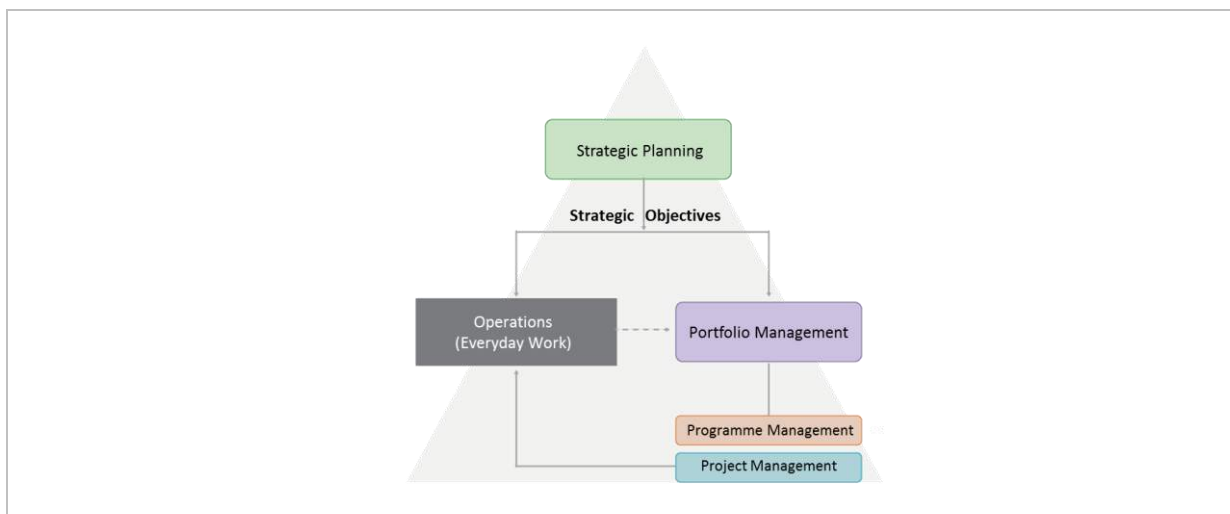 Strategic Planning
Strategic Objectives
Operations
(Everyday Work)
Portfolio Management
Programme Management
Project Management